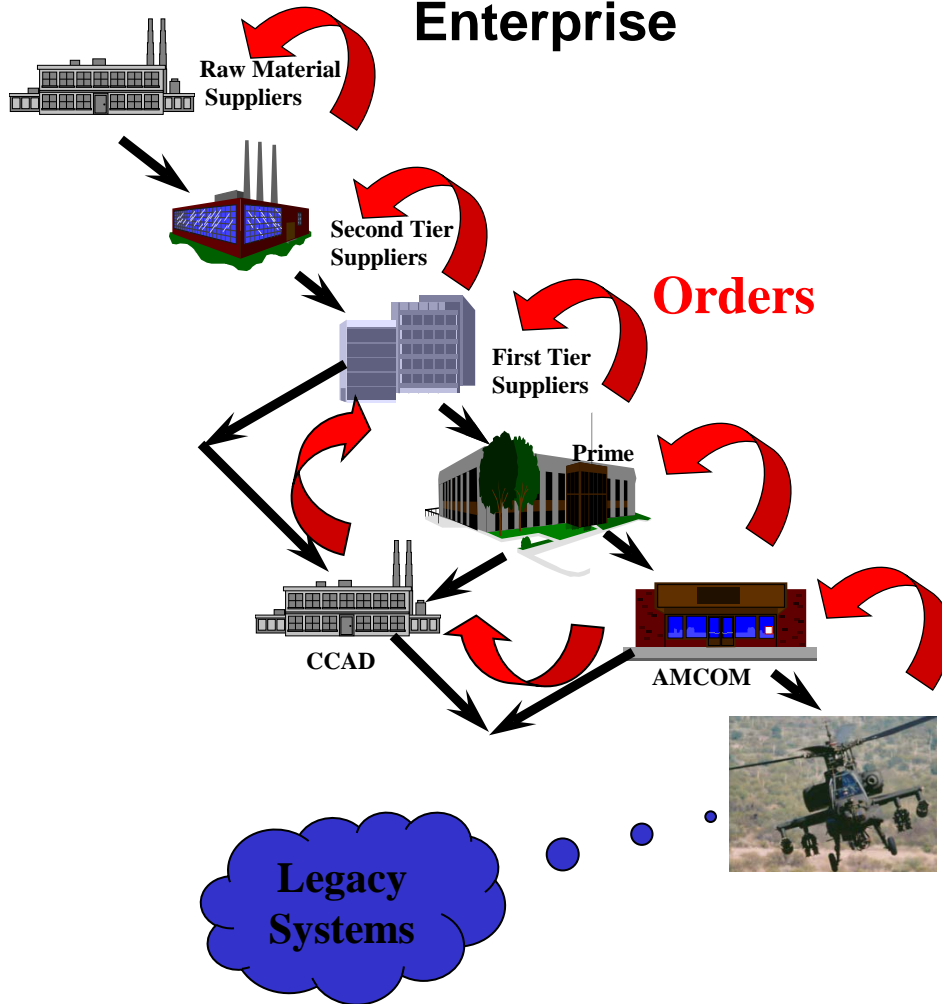 Enterprise
Raw Material
Suppliers
Second Tier
Suppliers
Orders
First Tier
Suppliers
Prime
CCAD
AMCOM
Legacy
Systems